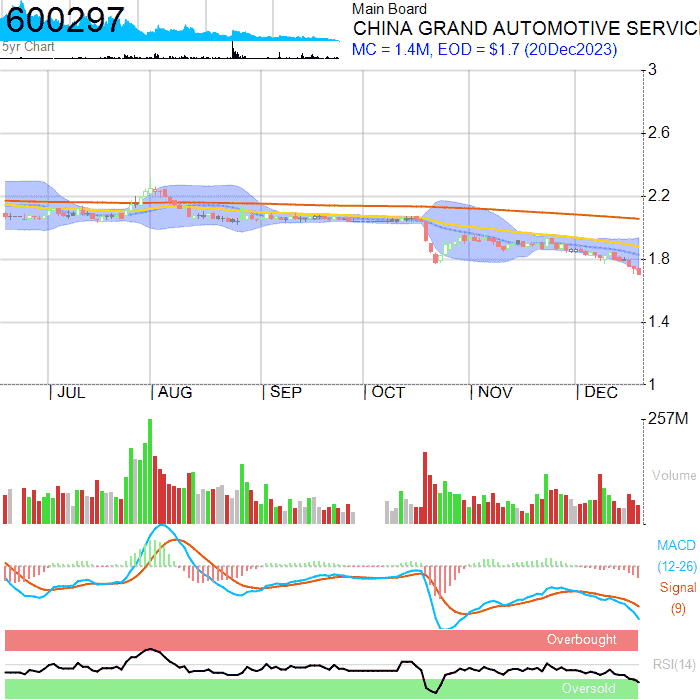 600297
5yr Chart
Main Board
CHINA GRAND AUTOMOTIVE SERVIC
MC = 1.4M, EOD = $1.7 (20Dec2023)
3
2.6
2.2
1.8
1.4
1
JUL
AUG
SEP
OCT
NOV
DEC
257M
Volume
MACD
(12-26)
Signal
(9)
Overbought
RSI(14)
Oversold